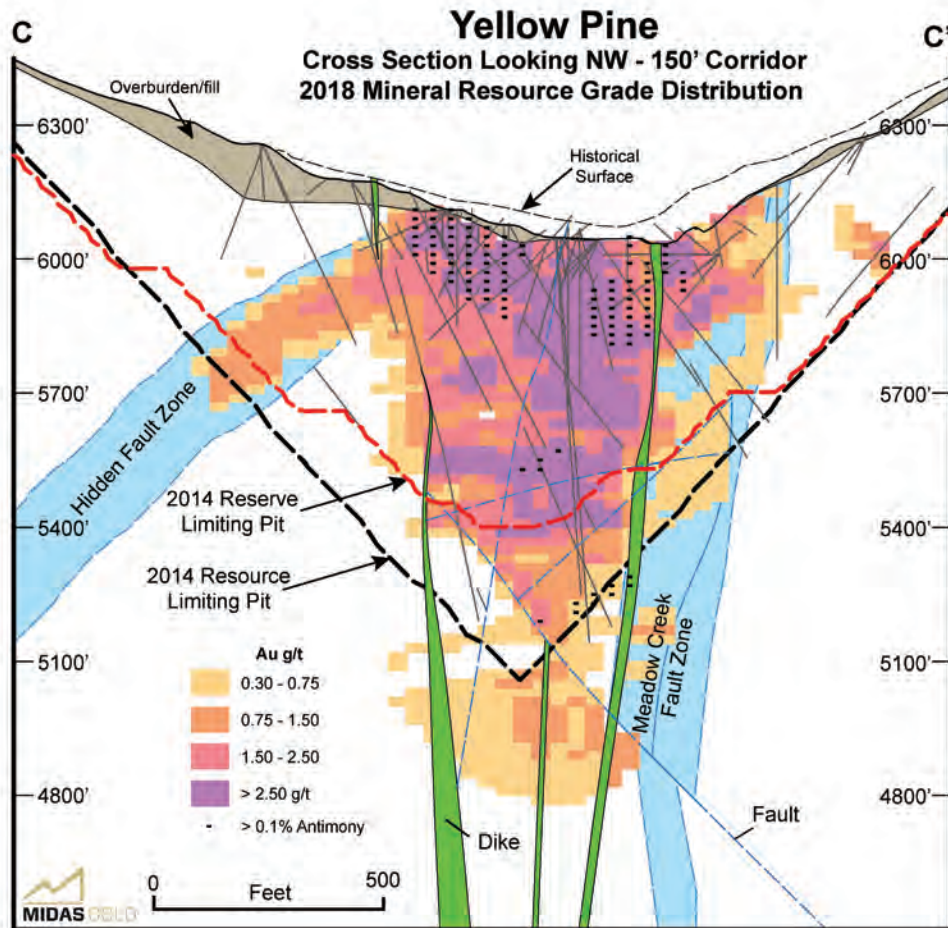 Yellow Pine
C
C'
Cross Section Looking NW - 150' Corridor
2018 Mineral Resource Grade Distribution
Overburden/fill
6300'
6300'
Historical
Surface
6000'
6000'
5700'
5700'
Hidden Fault Zone
2014 Reserve
Limiting Pit
5400'
5400'
2014 Resource
Limiting Pit
Au g/t
0.30 - 0.75
0.75 - 1.50
1.50 - 2.50
> 2.50 g/t
> 0.1% Antimony
5100'
5100'
Meadow Creek
Fault Zone
4800'
4800'
Dike
Fault
0
500
Feet
MIDAS GOLD